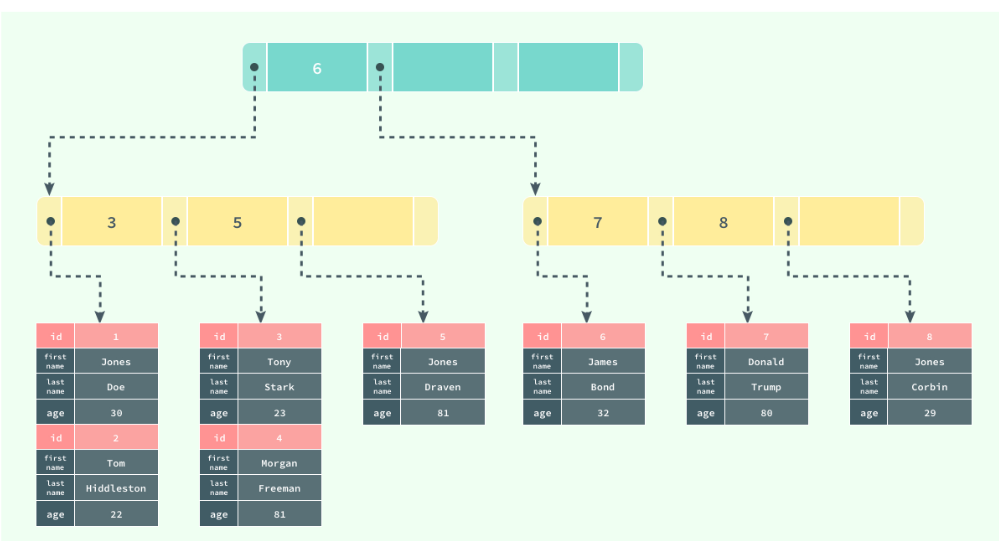 6
3 5 7 8
id 1 id 3 id 5 id 6 id 7 id 8
first name Jones first name Tony first name Jones first name James first name Donald first name Jones
last name Doe last name Stark last name Draven last name Bond last name Trump last name Corbin
age 30 age 23 age 81 age 32 age 80 age 29
id 2 id 4
first name Tom first name Morgan
last name Hiddleston last name Freeman
age 22 age 81